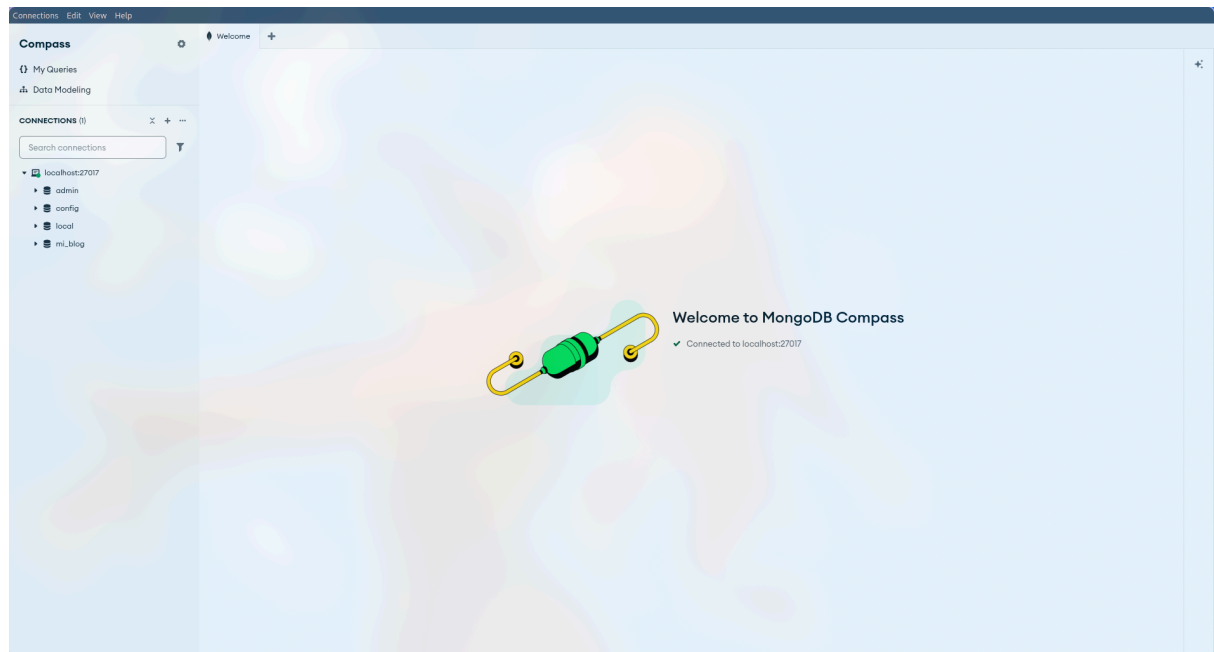 Connections Edit View Help
Compass
Welcome
My Queries
Data Modeling
CONNECTIONS (1)
Search connections
localhost:27017
admin
config
local
mi_blog
Welcome to MongoDB Compass
Connected to localhost:27017